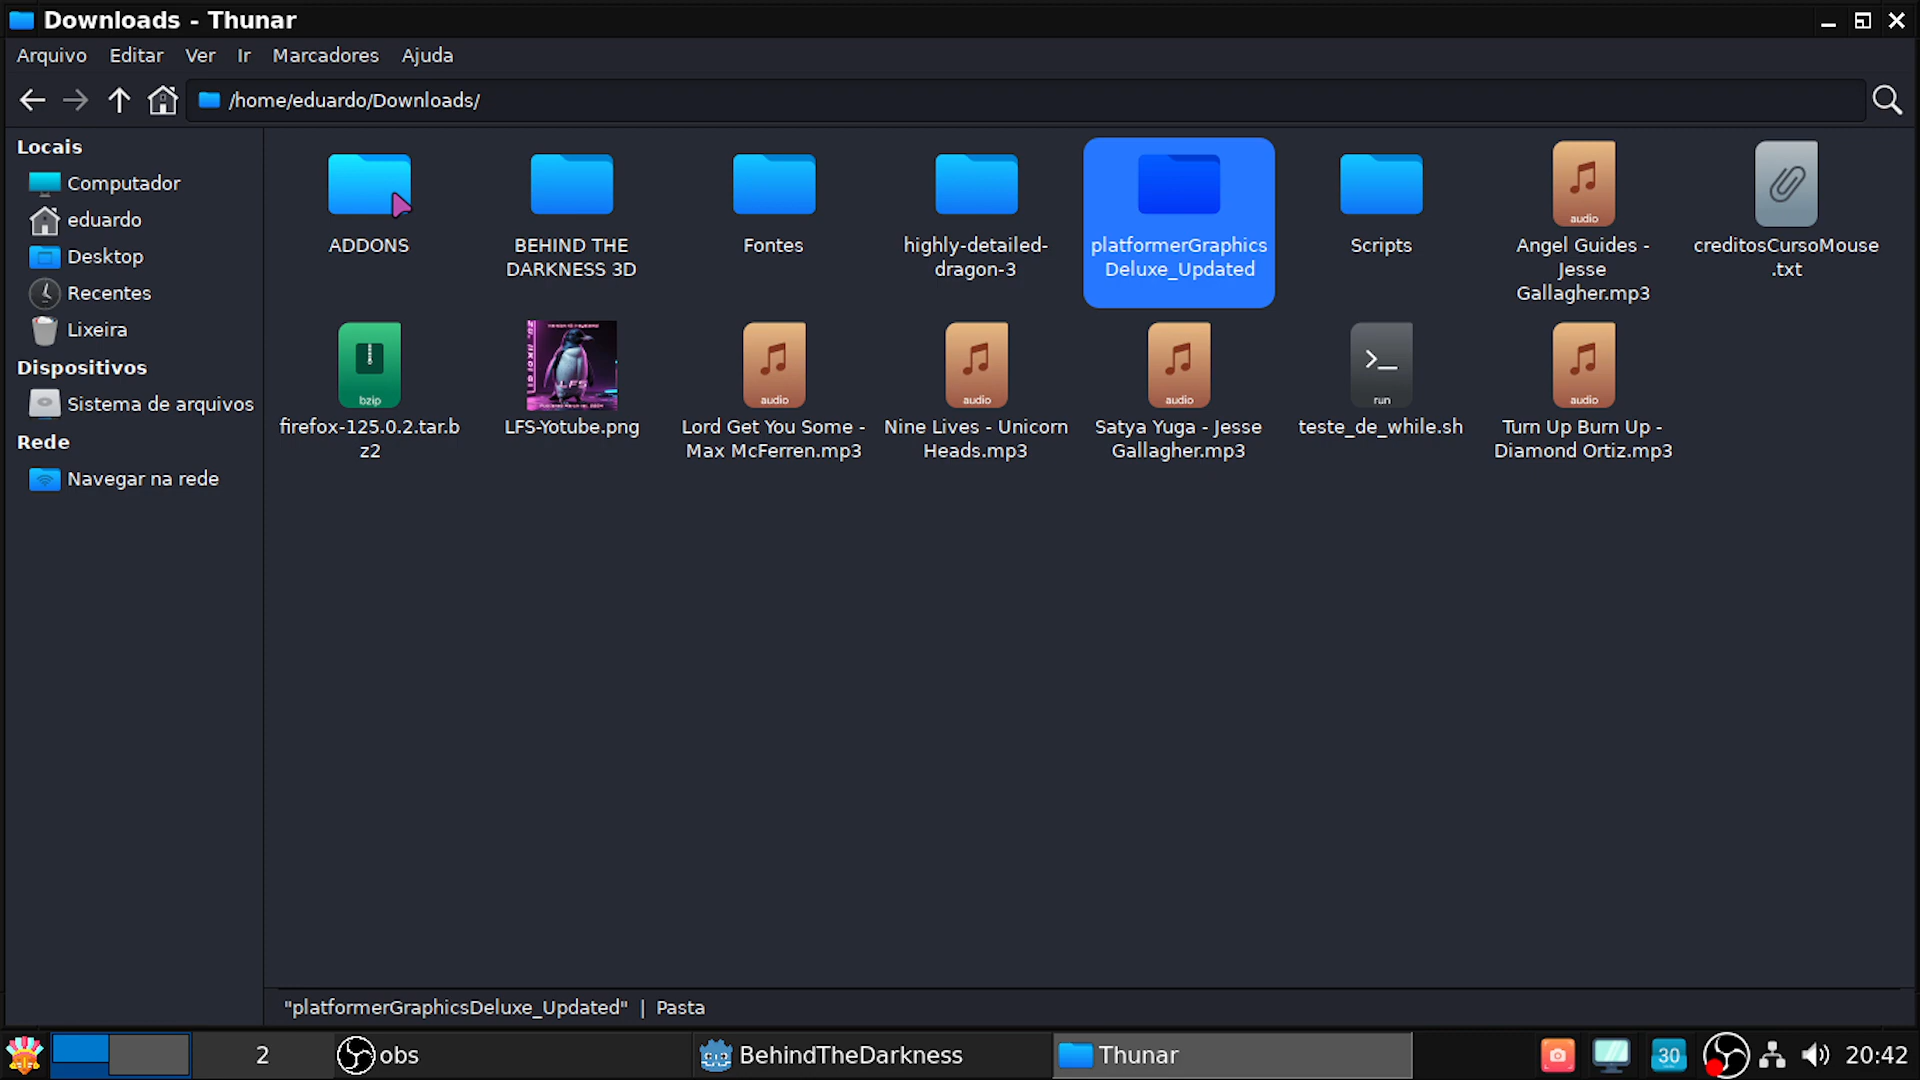 Downloads - Thunar
Arquivo Editar Ver Ir Marcadores Ajuda
/home/eduardo/Downloads/
Locais
Computador
eduardo
Desktop
Recentes
Lixeira
Dispositivos
Sistema de arquivos
Rede
Navegar na rede
ADDONS
BEHIND THE
DARKNESS 3D
Fontes
highly-detailed-
dragon-3
platformerGraphics
Deluxe_Updated
Scripts
audio
Angel Guides -
Jesse
Gallagher.mp3
creditosCursoMouse
.txt
bzip
firefox-125.0.2.tar.b
z2
LFS
LFS-Yotube.png
audio
Lord Get You Some -
Max McFerren.mp3
audio
Nine Lives - Unicorn
Heads.mp3
audio
Satya Yuga - Jesse
Gallagher.mp3
>_
run
teste_de_while.sh
audio
Turn Up Burn Up -
Diamond Ortiz.mp3
"platformerGraphicsDeluxe_Updated" | Pasta
2
obs
BehindTheDarkness
Thunar
30
20:42